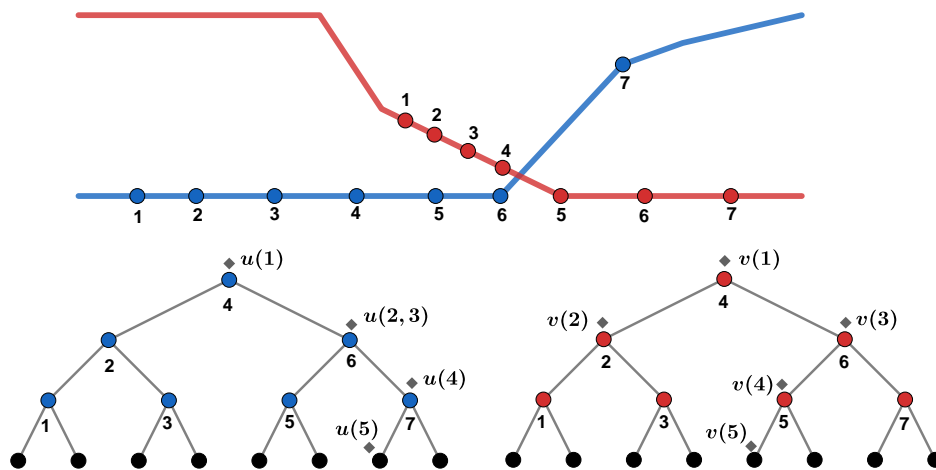 1 2 3 4
7
1 2 3 4 5 6 5 6 7
u(1) v(1)
4 4
u(2,3) v(2) v(3)
2 6 2 6
u(4) v(4)
1 3 5 7 1 3 5 7
u(5) v(5)